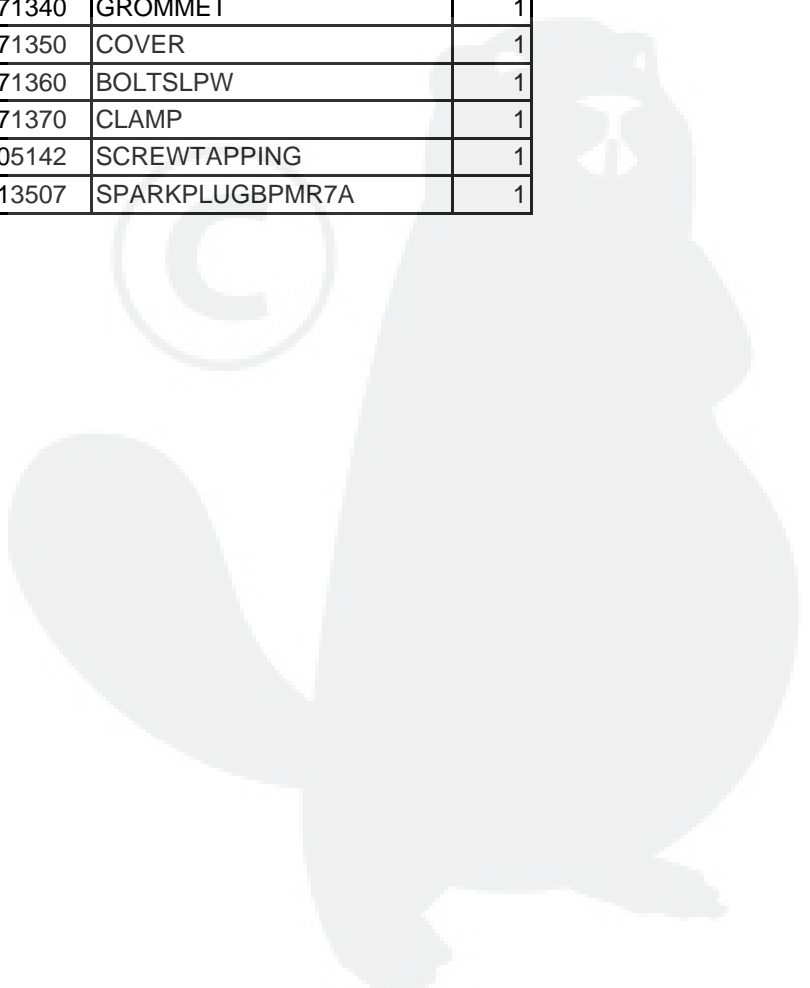 71340 GROMMET 1
71350 COVER 1
71360 BOLTSLPW 1
71370 CLAMP 1
05142 SCREWTAPPING 1
13507 SPARKPLUGBPMR7A 1
©